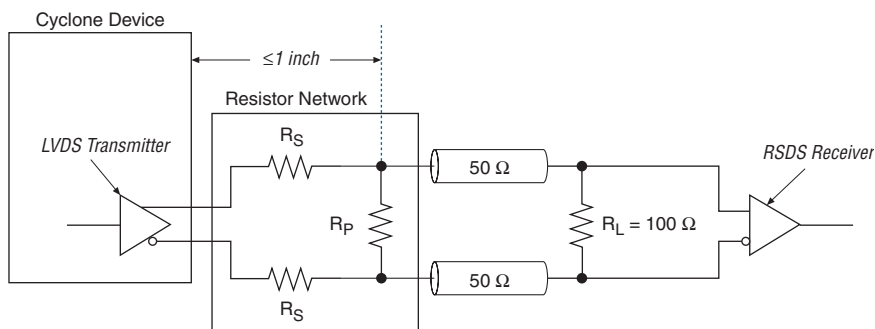 Cyclone Device
≤1 inch
Resistor Network
LVDS Transmitter
RS
50 Ω
RSDS Receiver
RP
RL = 100 Ω
50 Ω
RS